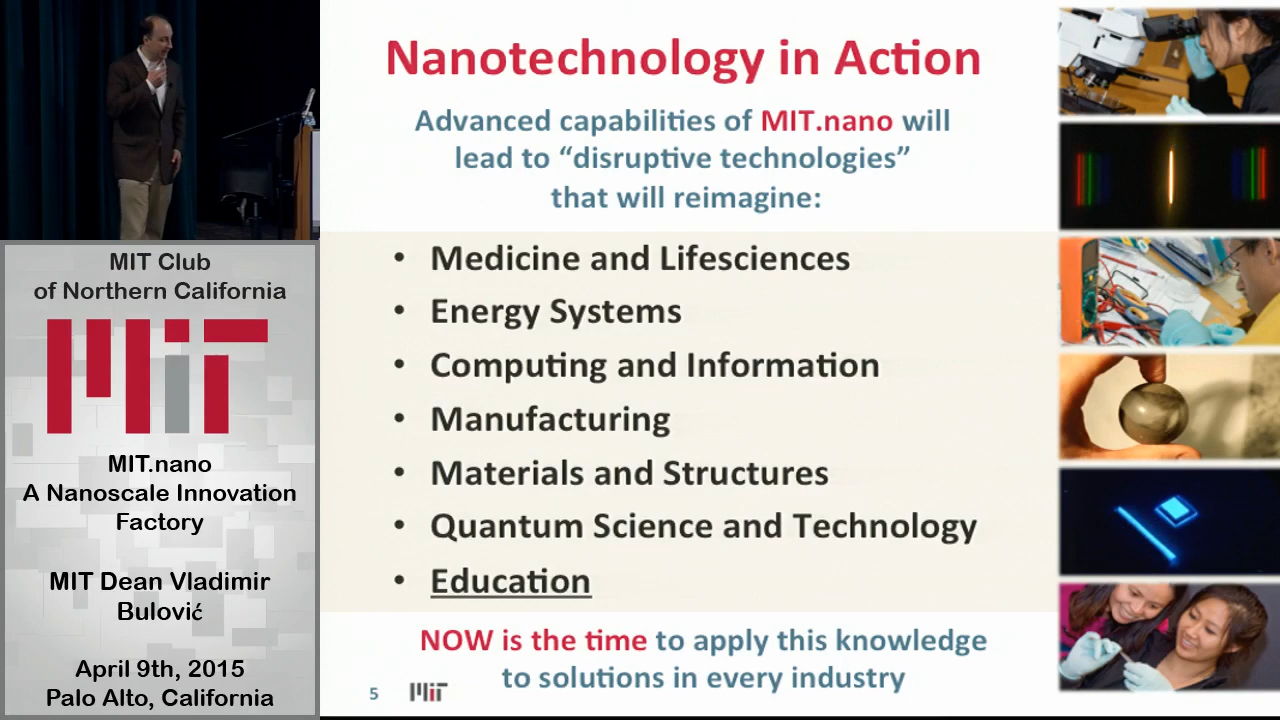 MIT Club
of Northern California
MIT
MIT.nano
A Nanoscale Innovation
Factory
MIT Dean Vladimir
Bulović
April 9th, 2015
Palo Alto, California
Nanotechnology in Action
Advanced capabilities of MIT.nano will
lead to “disruptive technologies”
that will reimagine:
• Medicine and Lifesciences
• Energy Systems
• Computing and Information
• Manufacturing
• Materials and Structures
• Quantum Science and Technology
• Education
NOW is the time to apply this knowledge
to solutions in every industry
5 MIT